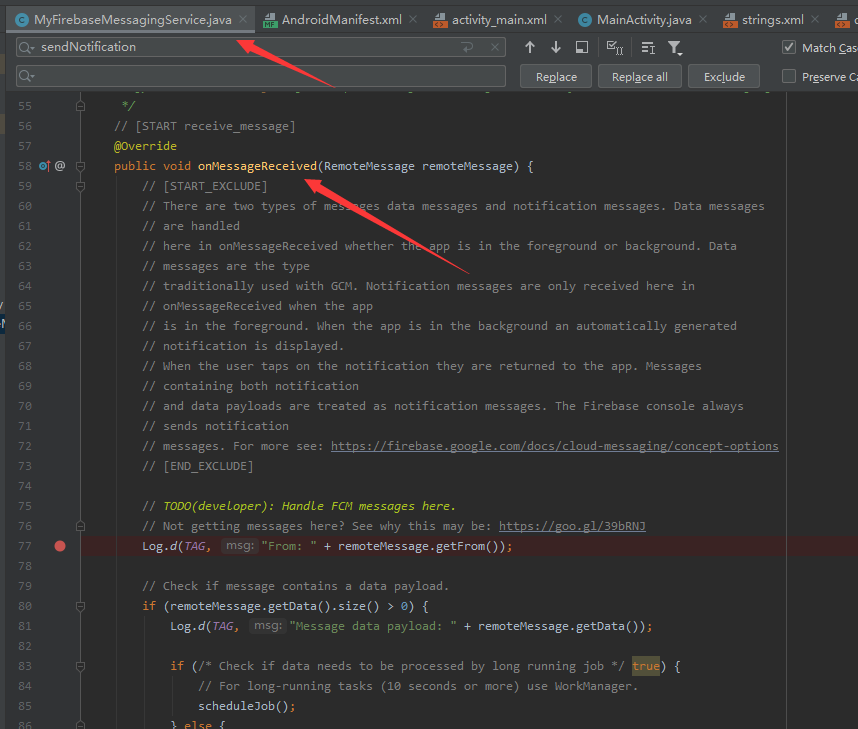 MyFirebaseMessagingService.java AndroidManifest.xml activity_main.xml MainActivity.java strings.xml
sendNotification Match Case
Replace Replace all Exclude Preserve Ca
55 */
56 // [START receive_message]
57 @Override
58 @ public void onMessageReceived(RemoteMessage remoteMessage) {
59 // [START_EXCLUDE]
60 // There are two types of messages data messages and notification messages. Data messages
61 // are handled
62 // here in onMessageReceived whether the app is in the foreground or background. Data
63 // messages are the type
64 // traditionally used with GCM. Notification messages are only received here in
65 // onMessageReceived when the app
66 // is in the foreground. When the app is in the background an automatically generated
67 // notification is displayed.
68 // When the user taps on the notification they are returned to the app. Messages
69 // containing both notification
70 // and data payloads are treated as notification messages. The Firebase console always
71 // sends notification
72 // messages. For more see: https://firebase.google.com/docs/cloud-messaging/concept-options
73 // [END_EXCLUDE]
74
75 // TODO(developer): Handle FCM messages here.
76 // Not getting messages here? See why this may be: https://goo.gl/39bRNJ
77 Log.d(TAG, msg: "From: " + remoteMessage.getFrom());
78
79 // Check if message contains a data payload.
80 if (remoteMessage.getData().size() > 0) {
81 Log.d(TAG, msg: "Message data payload: " + remoteMessage.getData());
82
83 if (/* Check if data needs to be processed by long running job */ true) {
84 // For long-running tasks (10 seconds or more) use WorkManager.
85 scheduleJob();
86 } else {